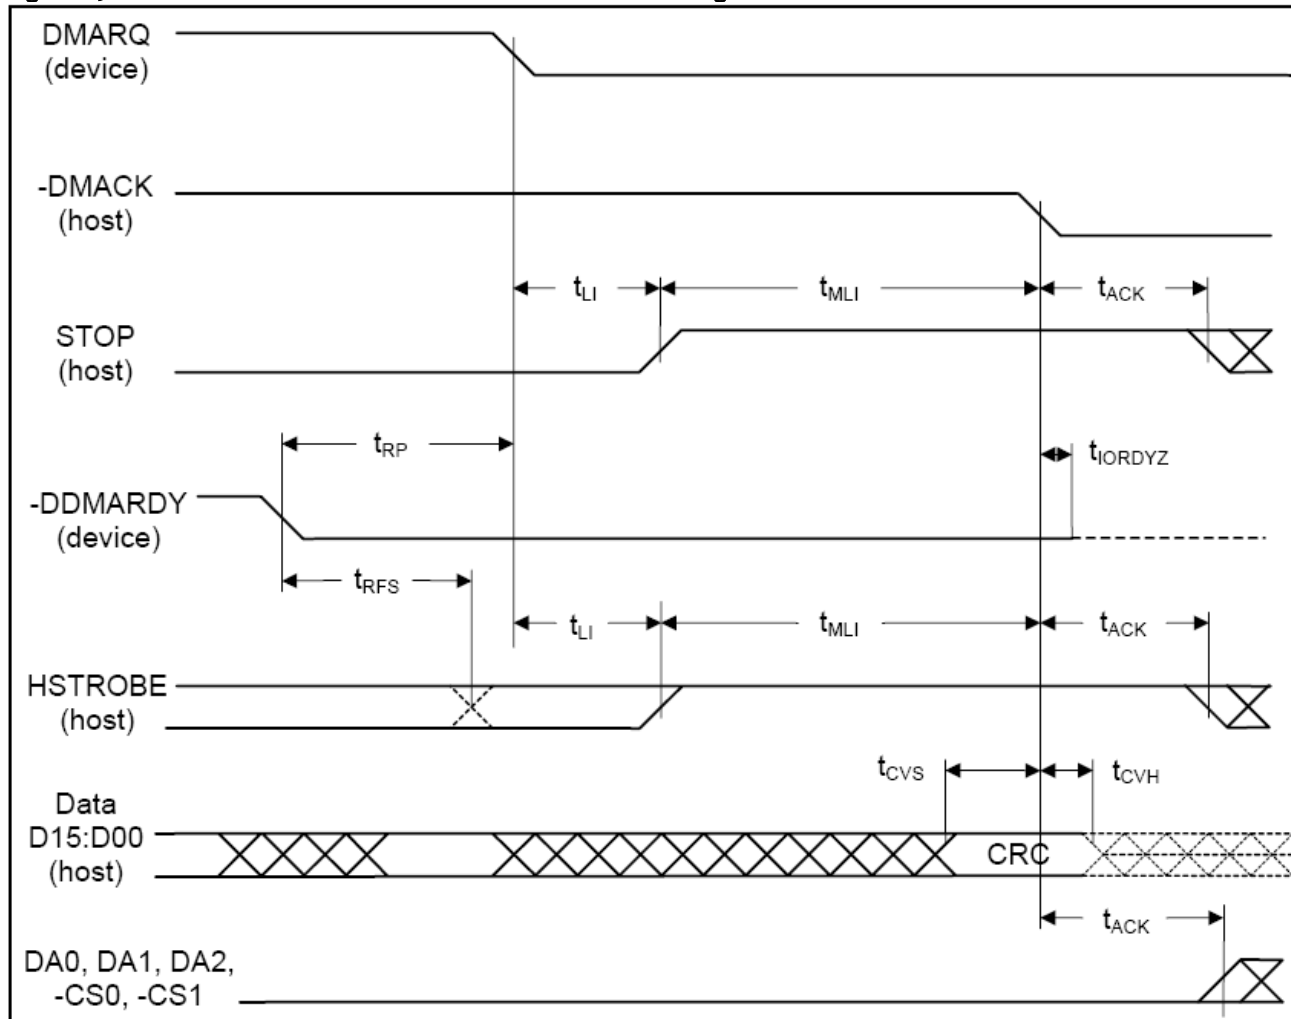 DMARQ
(device)
-DMACK
(host)
tLI tMLI tACK
STOP
(host)
tRP
tIORDYZ
-DDMARDY
(device)
tRFS
tLI tMLI tACK
HSTROBE
(host)
tCVS tCVH
Data
D15:D00
(host)
CRC
tACK
DA0, DA1, DA2,
-CS0, -CS1